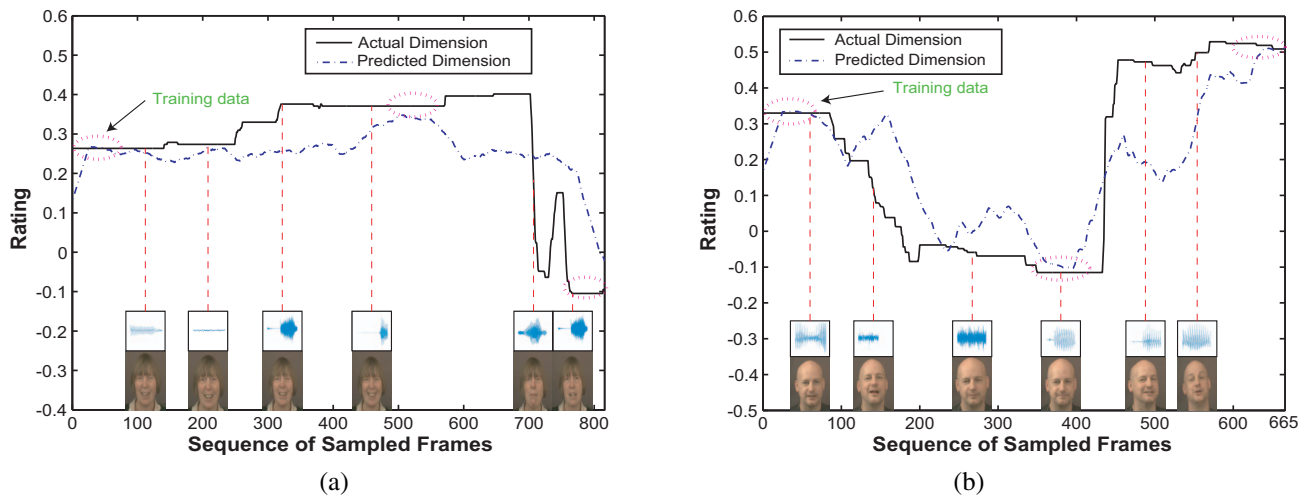 0.6
0.5
0.4
0.3
0.2
0.1
0
-0.1
-0.2
-0.3
-0.4
Rating
Actual Dimension
Predicted Dimension
Training data
0 100 200 300 400 500 600 700 800
Sequence of Sampled Frames
(a)
0.6
0.5
0.4
0.3
0.2
0.1
0
-0.1
-0.2
-0.3
-0.4
-0.5
Rating
Actual Dimension
Predicted Dimension
Training data
0 100 200 300 400 500 600 665
Sequence of Sampled Frames
(b)